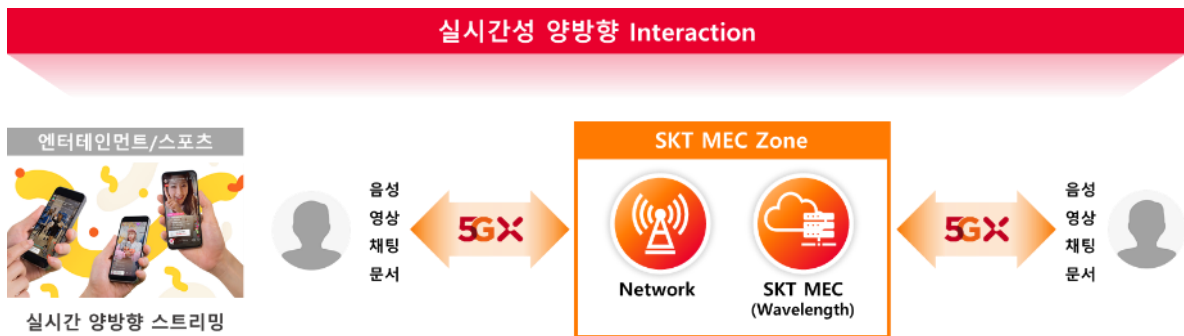 실시간성 양방향 Interaction
엔터테인먼트/스포츠
실시간 양방향 스트리밍
음성
영상
채팅
문서
5GX
SKT MEC Zone
Network
SKT MEC
(Wavelength)
5GX
음성
영상
채팅
문서